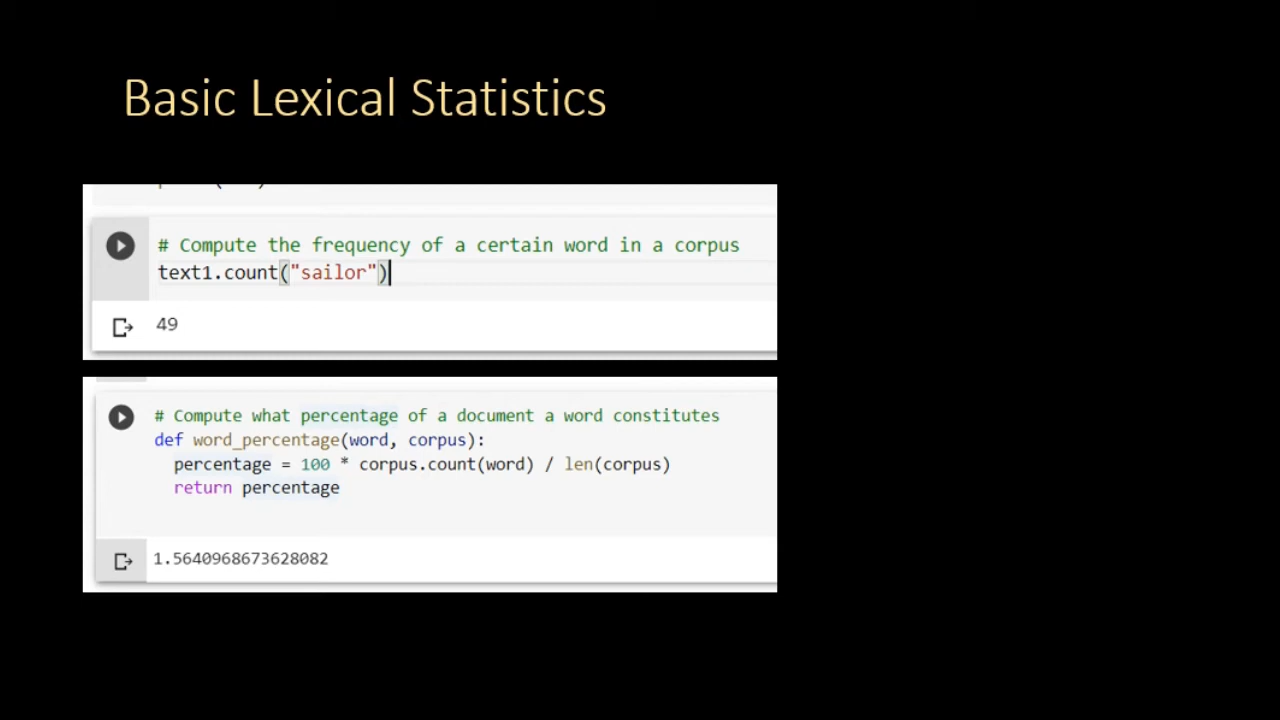 Basic Lexical Statistics
# Compute the frequency of a certain word in a corpus
text1.count("sailor")
49
# Compute what percentage of a document a word constitutes
def word_percentage(word, corpus):
percentage = 100 * corpus.count(word) / len(corpus)
return percentage
1.5640968673628082